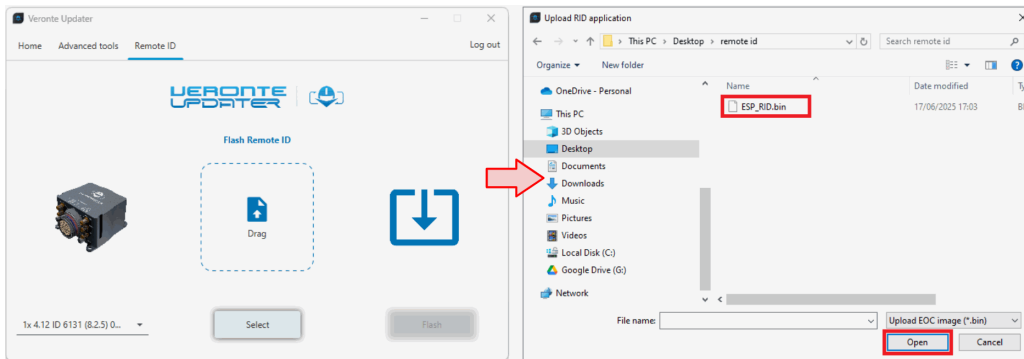 Veronte Updater
Home Advanced tools Remote ID Log out
VERONTE
UPDATER
Flash Remote ID
Drag
1x 4.12 ID 6131 (8.2.5) 0...
Select
Flash
Upload RID application
This PC > Desktop > remote id
Search remote id
Organize New folder
Name Date modified
ESP_RID.bin 17/06/2025 17:03
OneDrive - Personal
This PC
3D Objects
Desktop
Documents
Downloads
Music
Pictures
Videos
Local Disk (C:)
Google Drive (G:)
Network
File name:
Upload EOC image (*.bin)
Open Cancel